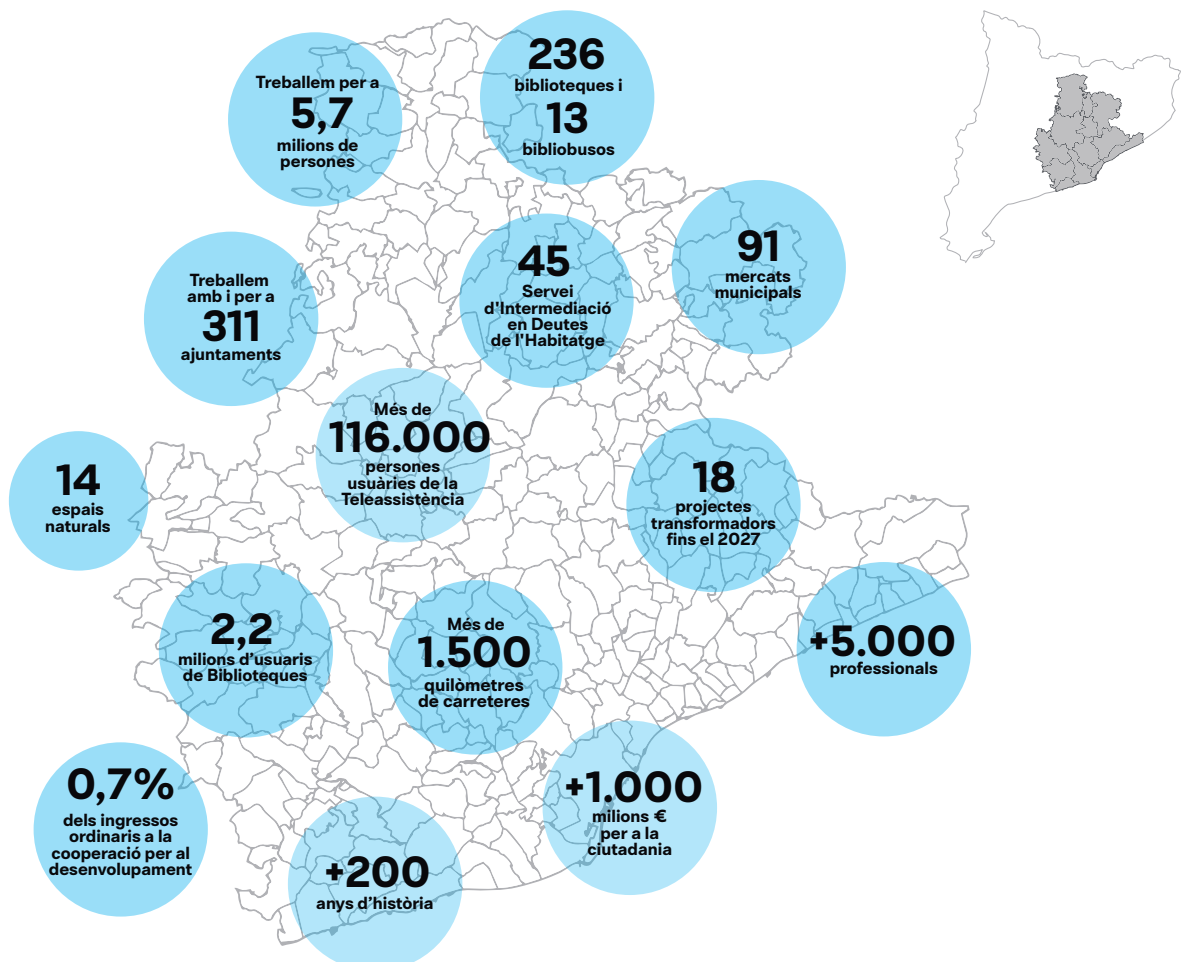 Treballem per a
5,7
milions de
persones
236
biblioteques i
13
bibliobusos
91
mercats
municipals
45
Servei
d'Intermediació
en Deutes
de l'Habitatge
Treballem
amb i per a
311
ajuntaments
Més de
116.000
persones
usuàries de la
Teleassistència
14
espais
naturals
18
projectes
transformadors
fins el 2027
2,2
milions d’usuaris
de Biblioteques
Més de
1.500
quilòmetres
de carreteres
+5.000
professionals
0,7%
dels ingressos
ordinaris a la
cooperació per al
desenvolupament
+200
anys d’història
+1.000
milions €
per a la
ciutadania